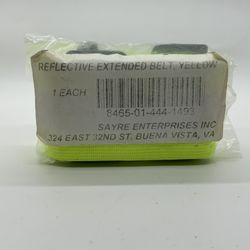 REFLECTIVE EXTENDED BELT, YELLOW
1 EACH
8465-01-444-1493
SAYRE ENTERPRISES INC
324 EAST 32ND ST. BUENA VISTA, VA